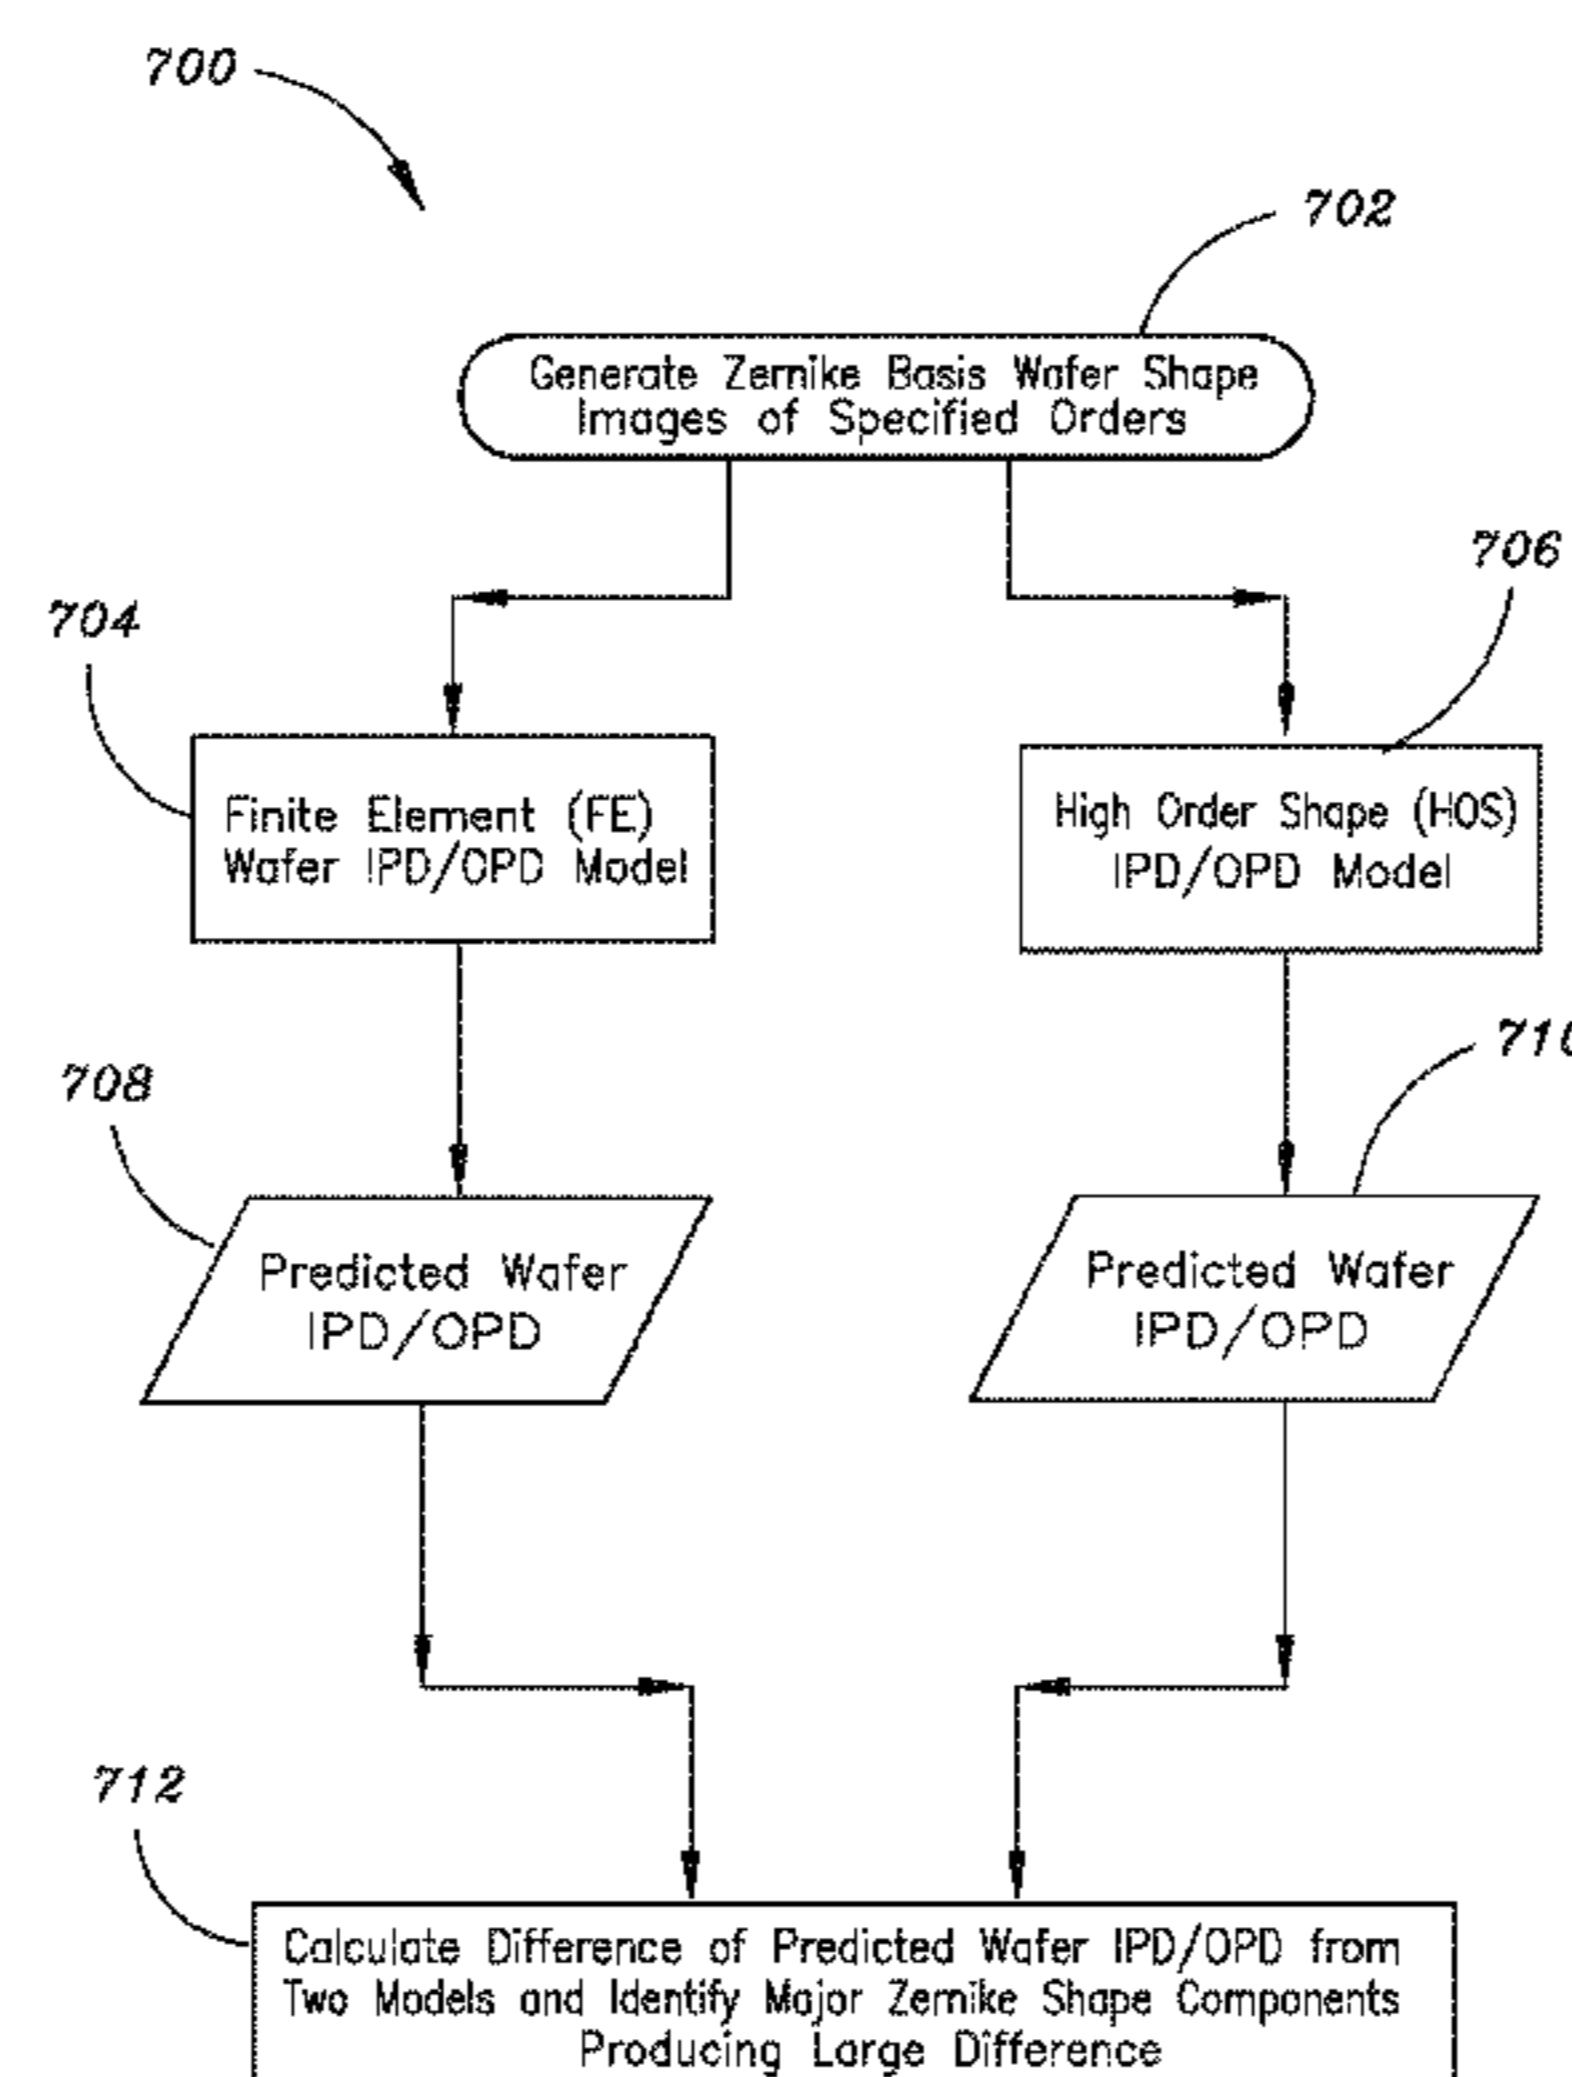 700
702
Generate Zernike Basis Wafer Shape
Images of Specified Orders
706
704
Finite Element (FE)
Wafer IPD/OPD Model
High Order Shape (HOS)
IPD/OPD Model
710
708
Predicted Wafer
IPD/OPD
Predicted Wafer
IPD/OPD
712
Calculate Difference of Predicted Wafer IPD/OPD from
Two Models and Identify Major Zernike Shape Components
Producing Large Difference